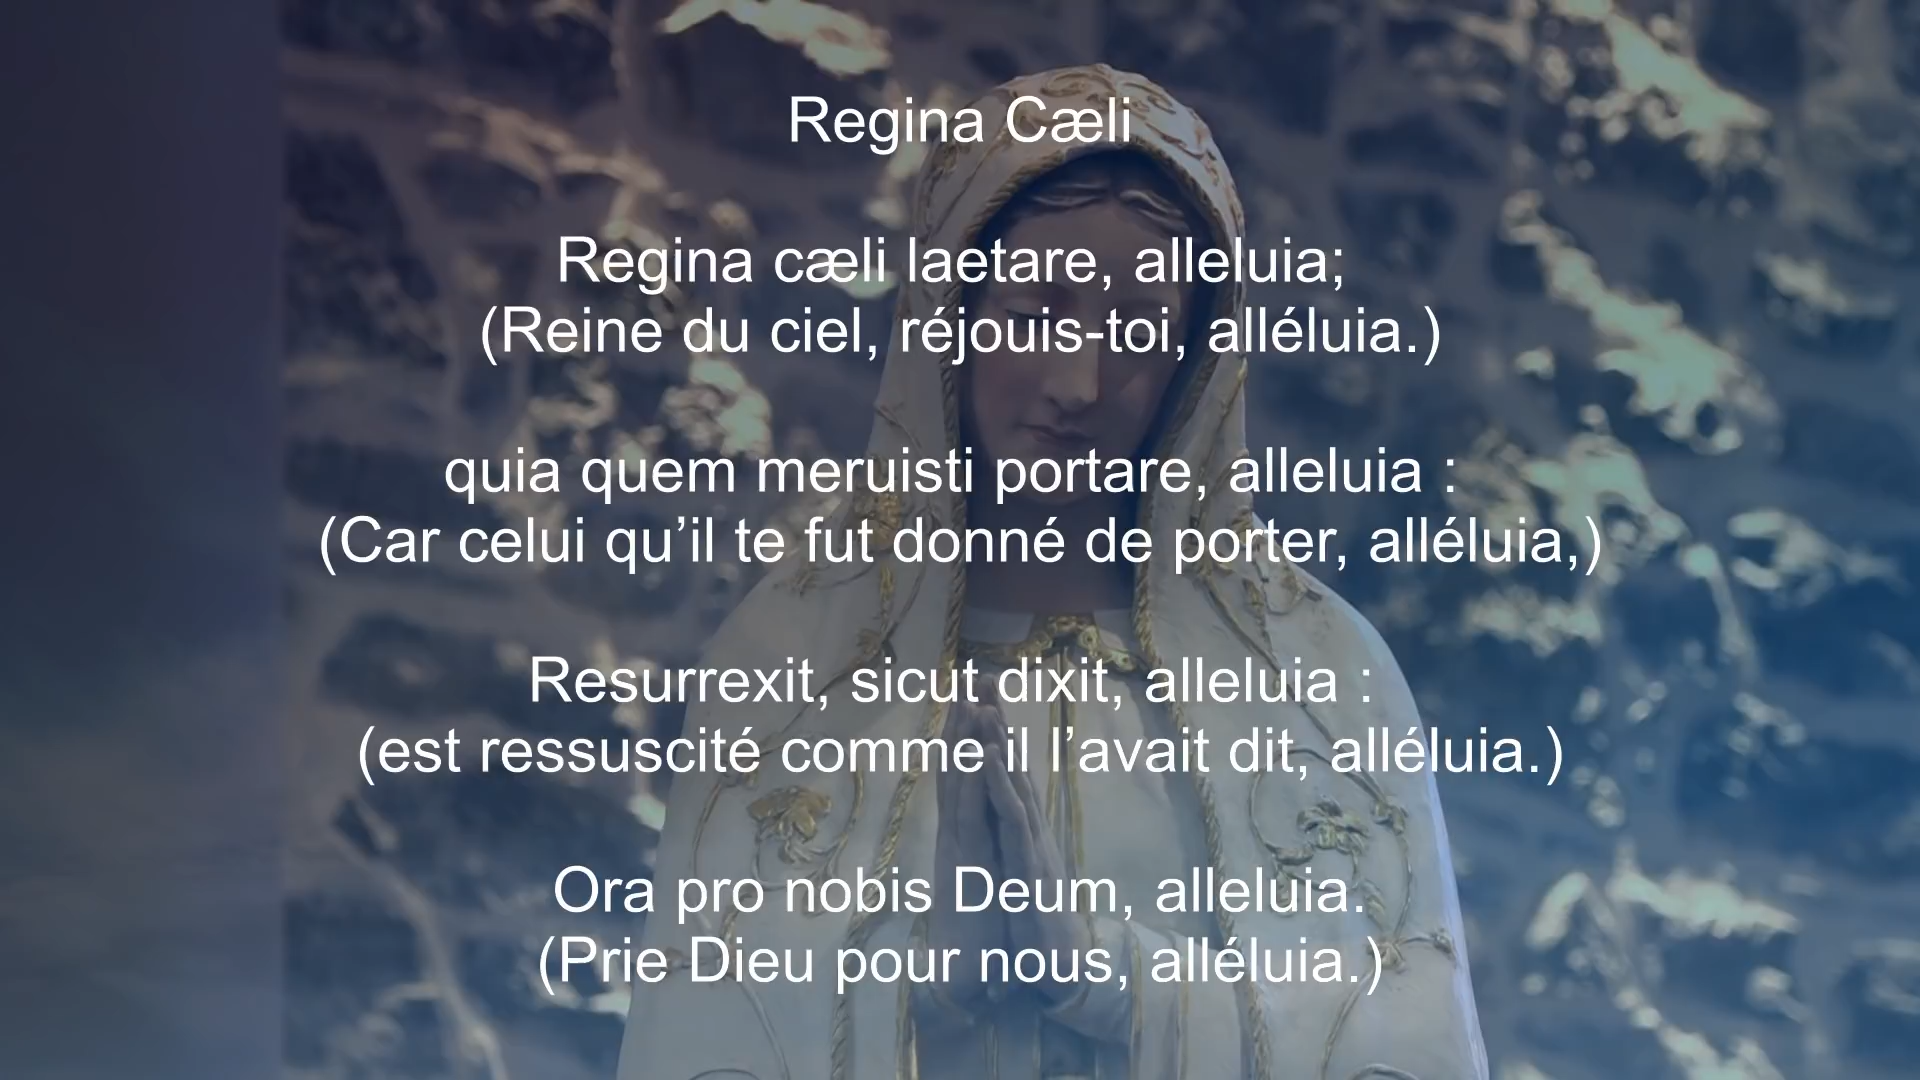 Regina Cæli
Regina cæli laetare, alleluia;
(Reine du ciel, réjouis-toi, alléluia.)
quia quem meruisti portare, alleluia :
(Car celui qu’il te fut donné de porter, alléluia,)
Resurrexit, sicut dixit, alleluia :
(est ressuscité comme il l’avait dit, alléluia.)
Ora pro nobis Deum, alleluia.
(Prie Dieu pour nous, alléluia.)